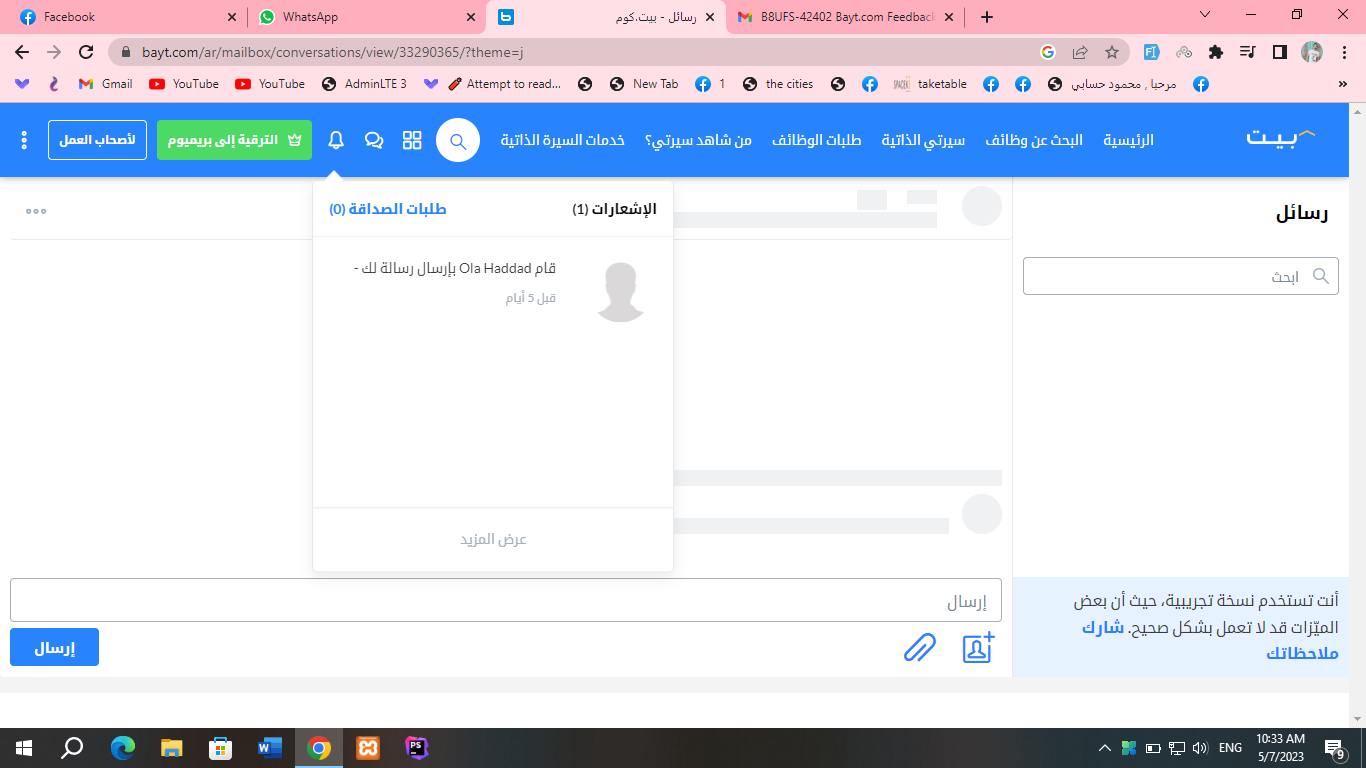 Facebook
WhatsApp
رسائل - بيت.كوم
B8UFS-42402 Bayt.com Feedback
bayt.com/ar/mailbox/conversations/view/33290365/?theme=j
Gmail
YouTube
YouTube
AdminLTE 3
Attempt to read...
New Tab
1
the cities
taketable
مرحبا , محمود حسابي
بيت
الرئيسية
البحث عن وظائف
سيرتي الذاتية
طلبات الوظائف
من شاهد سيرتي؟
خدمات السيرة الذاتية
الترقية إلى بريميوم
لأصحاب العمل
رسائل
ابحث
الإشعارات (1)
طلبات الصداقة (0)
قام Ola Haddad بإرسال رسالة لك -
قبل 5 أيام
عرض المزيد
إرسال
إرسال
أنت تستخدم نسخة تجريبية، حيث أن بعض
الميّزات قد لا تعمل بشكل صحيح. شارك
ملاحظاتك
ENG
10:33 AM
5/7/2023
9